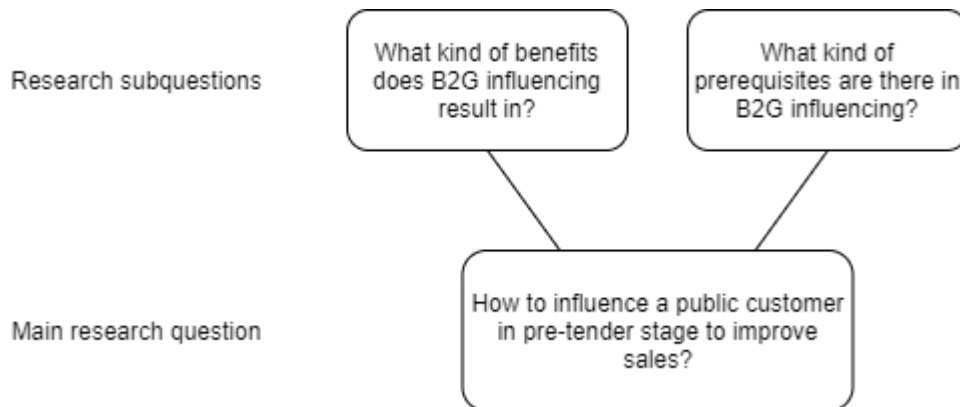 Research subquestions
What kind of benefits
does B2G influencing
result in?
What kind of
prerequisites are there in
B2G influencing?
Main research question
How to influence a public customer
in pre-tender stage to improve
sales?